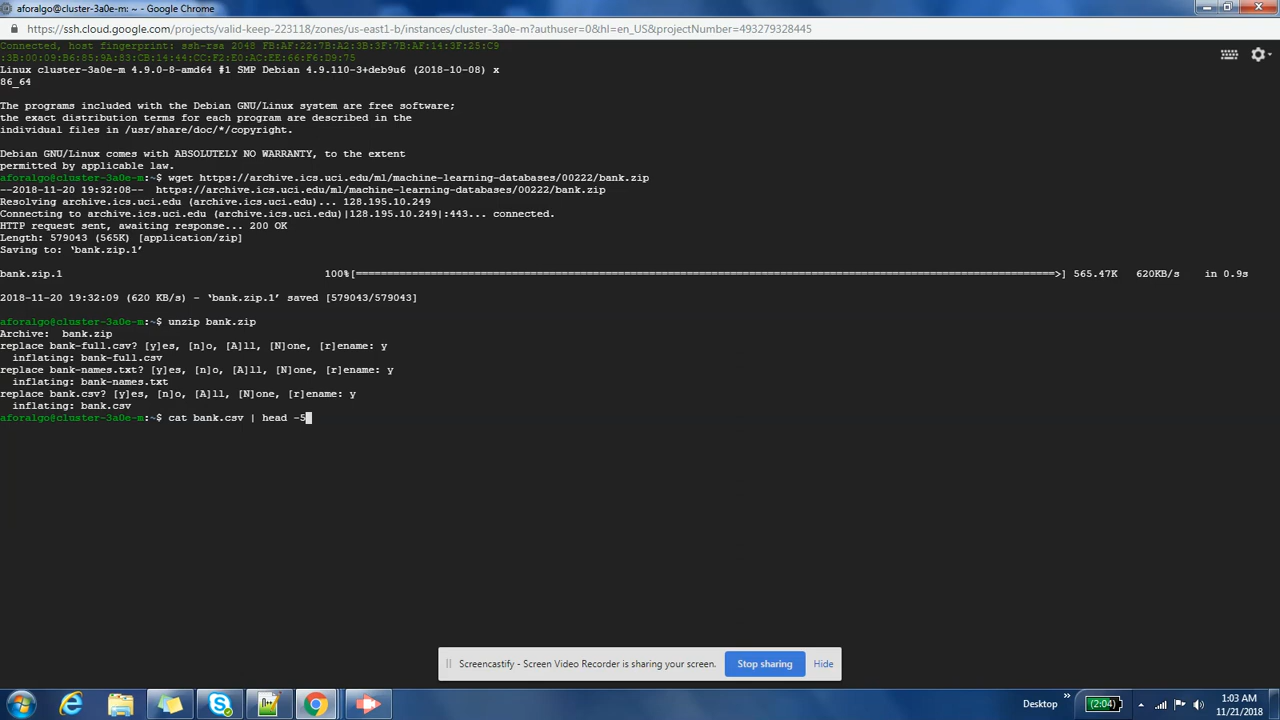 aforalgo@cluster-3a0e-m: ~ - Google Chrome
https://ssh.cloud.google.com/projects/valid-keep-223118/zones/us-east1-b/instances/cluster-3a0e-m?authuser=0&hl=en_US&projectNumber=493279328445
Connected, host fingerprint: ssh-rsa 2048 FB:AF:22:7B:A2:3B:3F:7B:AF:14:3F:25:C9
:3B:00:09:B6:85:9A:83:CB:14:44:CC:F2:E0:AC:EE:66:F6:D9:75
Linux cluster-3a0e-m 4.9.0-8-amd64 #1 SMP Debian 4.9.110-3+deb9u6 (2018-10-08) x
86_64
The programs included with the Debian GNU/Linux system are free software;
the exact distribution terms for each program are described in the
individual files in /usr/share/doc/*/copyright.
Debian GNU/Linux comes with ABSOLUTELY NO WARRANTY, to the extent
permitted by applicable law.
aforalgo@cluster-3a0e-m:~$ wget https://archive.ics.uci.edu/ml/machine-learning-databases/00222/bank.zip
--2018-11-20 19:32:08--  https://archive.ics.uci.edu/ml/machine-learning-databases/00222/bank.zip
Resolving archive.ics.uci.edu (archive.ics.uci.edu)... 128.195.10.249
Connecting to archive.ics.uci.edu (archive.ics.uci.edu)|128.195.10.249|:443... connected.
HTTP request sent, awaiting response... 200 OK
Length: 579043 (565K) [application/zip]
Saving to: ‘bank.zip.1’
bank.zip.1 100%[=====================================================================>] 565.47K 620KB/s in 0.9s
2018-11-20 19:32:09 (620 KB/s) - ‘bank.zip.1’ saved [579043/579043]
aforalgo@cluster-3a0e-m:~$ unzip bank.zip
Archive:  bank.zip
replace bank-full.csv? [y]es, [n]o, [A]ll, [N]one, [r]ename: y
inflating: bank-full.csv
replace bank-names.txt? [y]es, [n]o, [A]ll, [N]one, [r]ename: y
inflating: bank-names.txt
replace bank.csv? [y]es, [n]o, [A]ll, [N]one, [r]ename: y
inflating: bank.csv
aforalgo@cluster-3a0e-m:~$ cat bank.csv | head -5
Screencastify - Screen Video Recorder is sharing your screen. Stop sharing Hide
Desktop » (2:04) 1:03 AM
11/21/2018